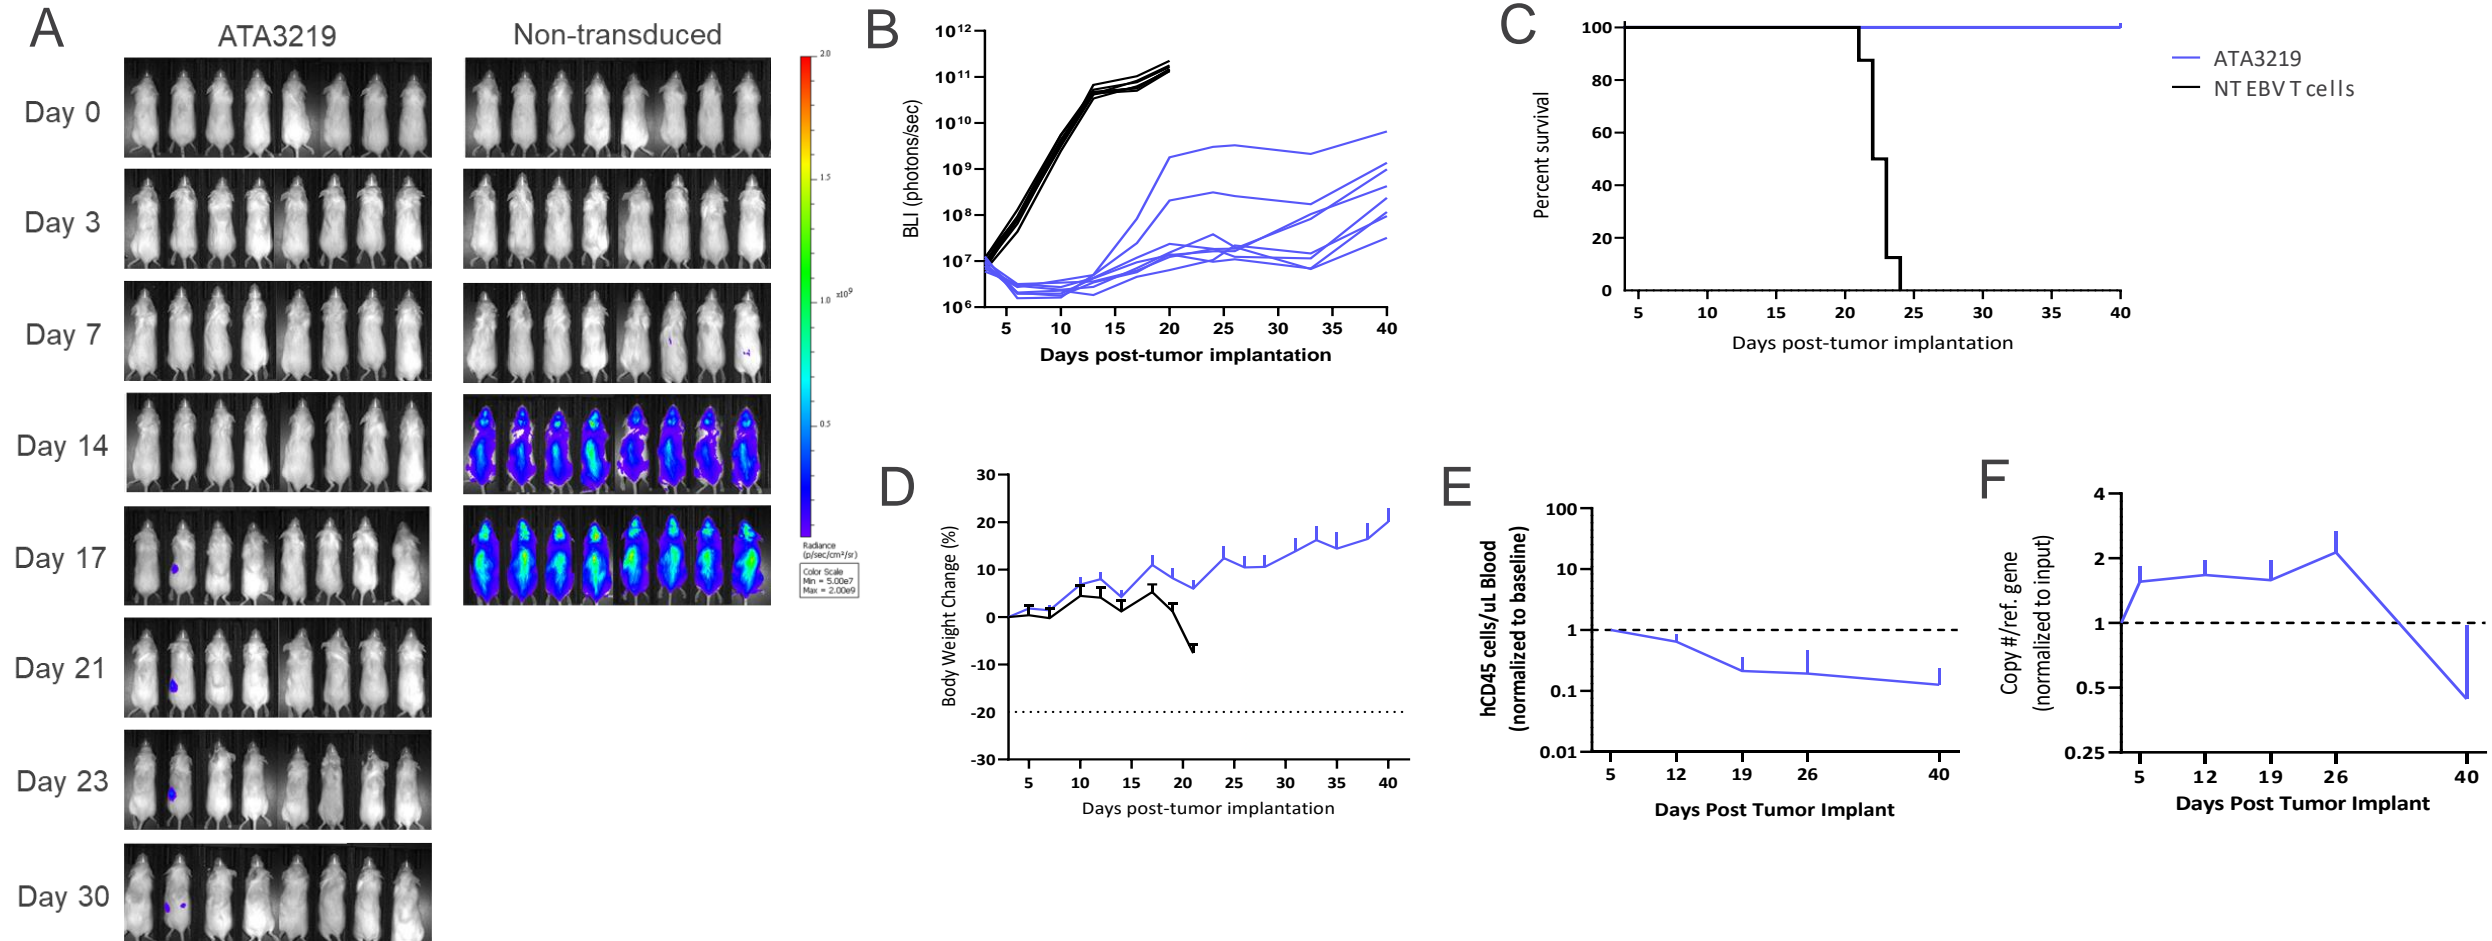 A
ATA3219
Non-transduced
Day 0
Day 3
Day 7
Day 14
Day 17
Day 21
Day 23
Day 30
2.0
1.5
1.0
x10⁹
0.5
Radiance
(p/sec/cm²/sr)
Color Scale
Min = 5.00e7
Max = 2.00e9
B
BLI (photons/sec)
10¹²
10¹¹
10¹⁰
10⁹
10⁸
10⁷
10⁶
5 10 15 20 25 30 35 40
Days post-tumor implantation
C
Percent survival
100
80
60
40
20
0
5 10 15 20 25 30 35 40
Days post-tumor implantation
ATA3219
NT EBV T cells
D
Body Weight Change (%)
30
20
10
0
-10
-20
-30
5 10 15 20 25 30 35 40
Days post-tumor implantation
E
hCD45 cells/uL Blood
(normalized to baseline)
100
10
1
0.1
0.01
5 12 19 26 40
Days Post Tumor Implant
F
Copy #/ref. gene
(normalized to input)
4
2
1
0.5
0.25
5 12 19 26 40
Days Post Tumor Implant